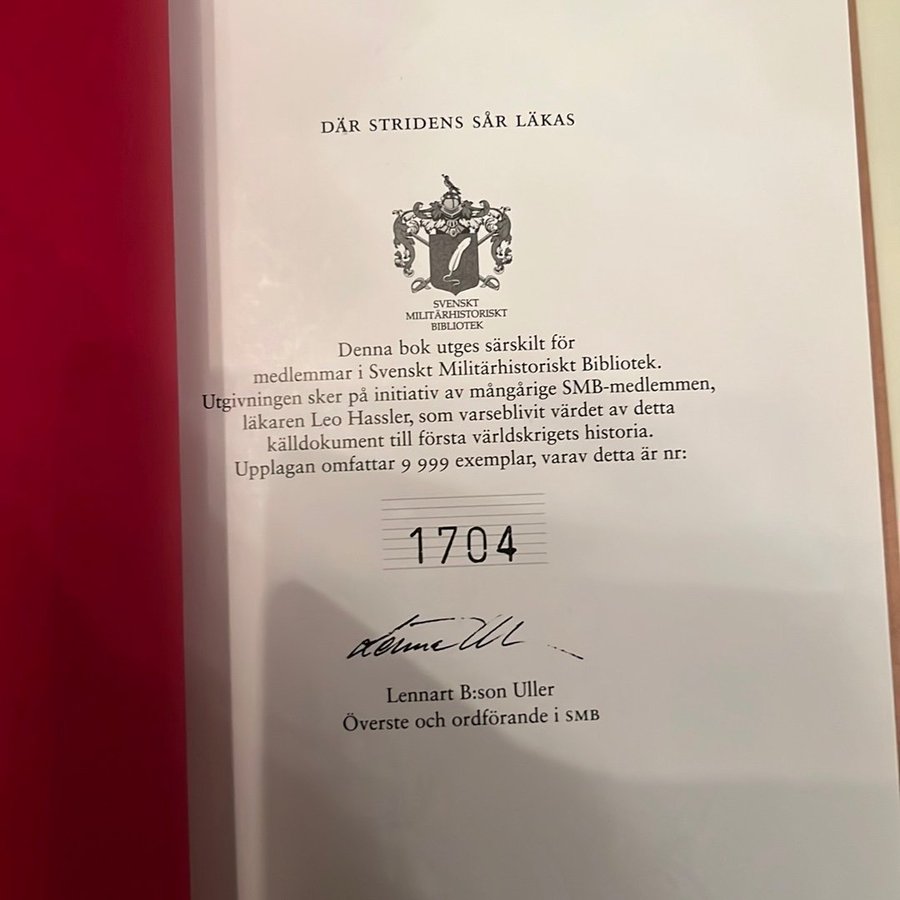 DÄR STRIDENS SÅR LÄKAS
SVENSKT
MILITÄRHISTORISKT
BIBLIOTEK
Denna bok utges särskilt för
medlemmar i Svenskt Militärhistoriskt Bibliotek.
Utgivningen sker på initiativ av mångårige SMB-medlemmen,
läkaren Leo Hassler, som varseblivit värdet av detta
källdokument till första världskrigets historia.
Upplagan omfattar 9 999 exemplar, varav detta är nr:
1704
Lennart B:son Uller
Överste och ordförande i SMB